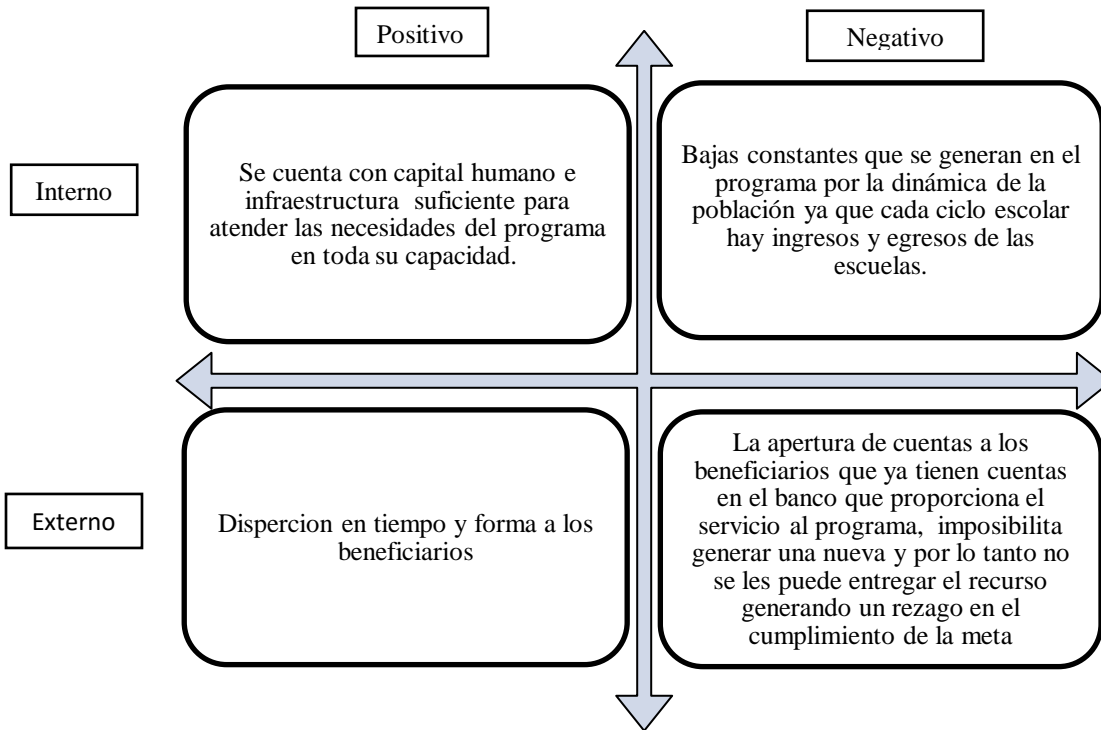 Positivo
Negativo
Interno
Se cuenta con capital humano e
infraestructura suficiente para
atender las necesidades del programa
en toda su capacidad.
Bajas constantes que se generan en el
programa por la dinámica de la
población ya que cada ciclo escolar
hay ingresos y egresos de las
escuelas.
Externo
Dispercion en tiempo y forma a los
beneficiarios
La apertura de cuentas a los
beneficiarios que ya tienen cuentas
en el banco que proporciona el
servicio al programa, imposibilita
generar una nueva y por lo tanto no
se les puede entregar el recurso
generando un rezago en el
cumplimiento de la meta